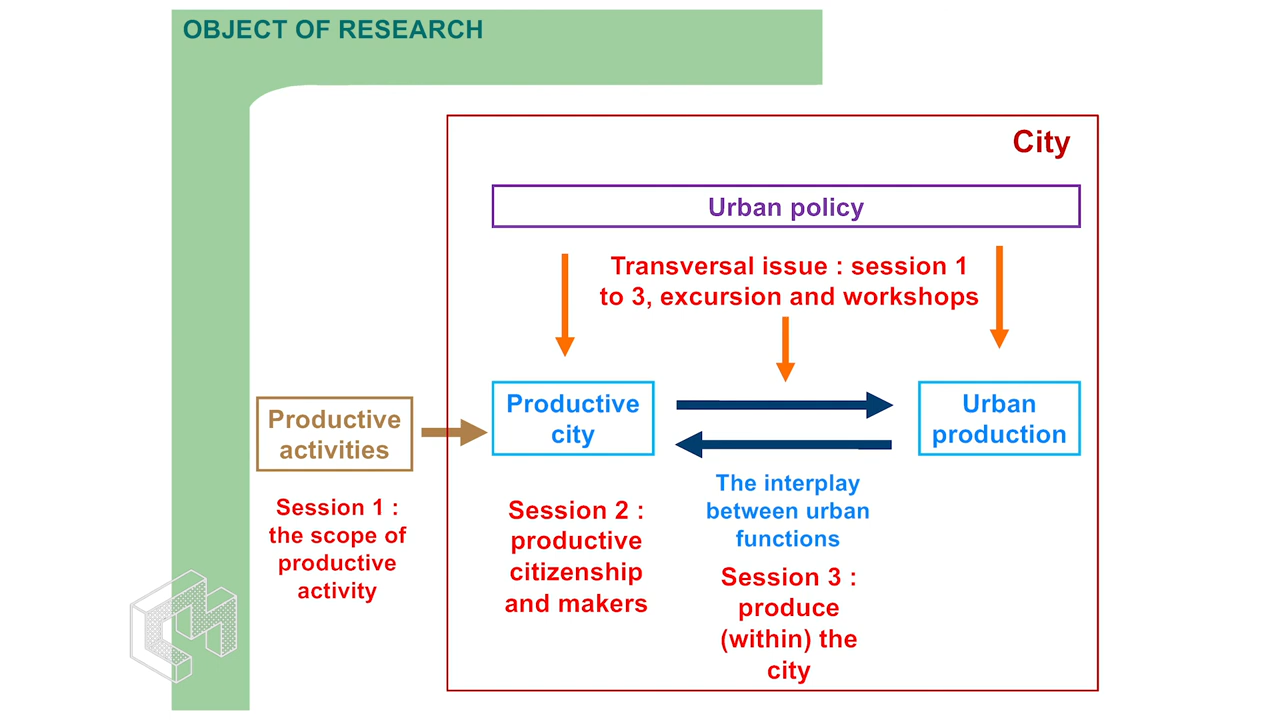 OBJECT OF RESEARCH
City
Urban policy
Transversal issue : session 1
to 3, excursion and workshops
Productive
activities
Productive
city
Urban
production
Session 1 :
the scope of
productive
activity
Session 2 :
productive
citizenship
and makers
The interplay
between urban
functions
Session 3 :
produce
(within) the
city